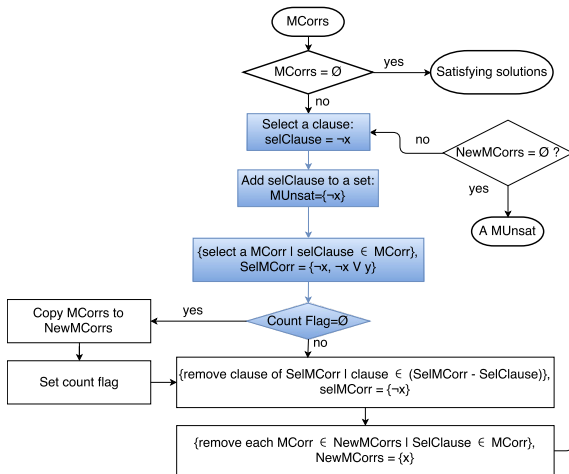 MCorrs
MCorrs = Ø
yes
Satisfying solutions
no
Select a clause:
selClause = ¬x
no
NewMCorrs = Ø ?
yes
A MUnsat
Add selClause to a set:
MUnsat={¬x}
{select a MCorr | selClause ∈ MCorr},
SelMCorr = {¬x, ¬x V y}
Count Flag=Ø
yes
Copy MCorrs to
NewMCorrs
Set count flag
no
{remove clause of SelMCorr | clause ∈ (SelMCorr - SelClause)},
selMCorr = {¬x}
{remove each MCorr ∈ NewMCorrs | SelClause ∈ MCorr},
NewMCorrs = {x}